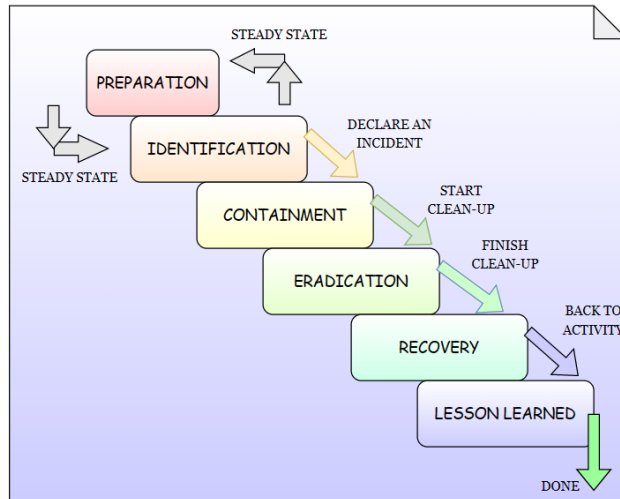 STEADY STATE
PREPARATION
IDENTIFICATION
STEADY STATE
DECLARE AN
INCIDENT
CONTAINMENT
START
CLEAN-UP
ERADICATION
FINISH
CLEAN-UP
RECOVERY
BACK TO
ACTIVITY
LESSON LEARNED
DONE